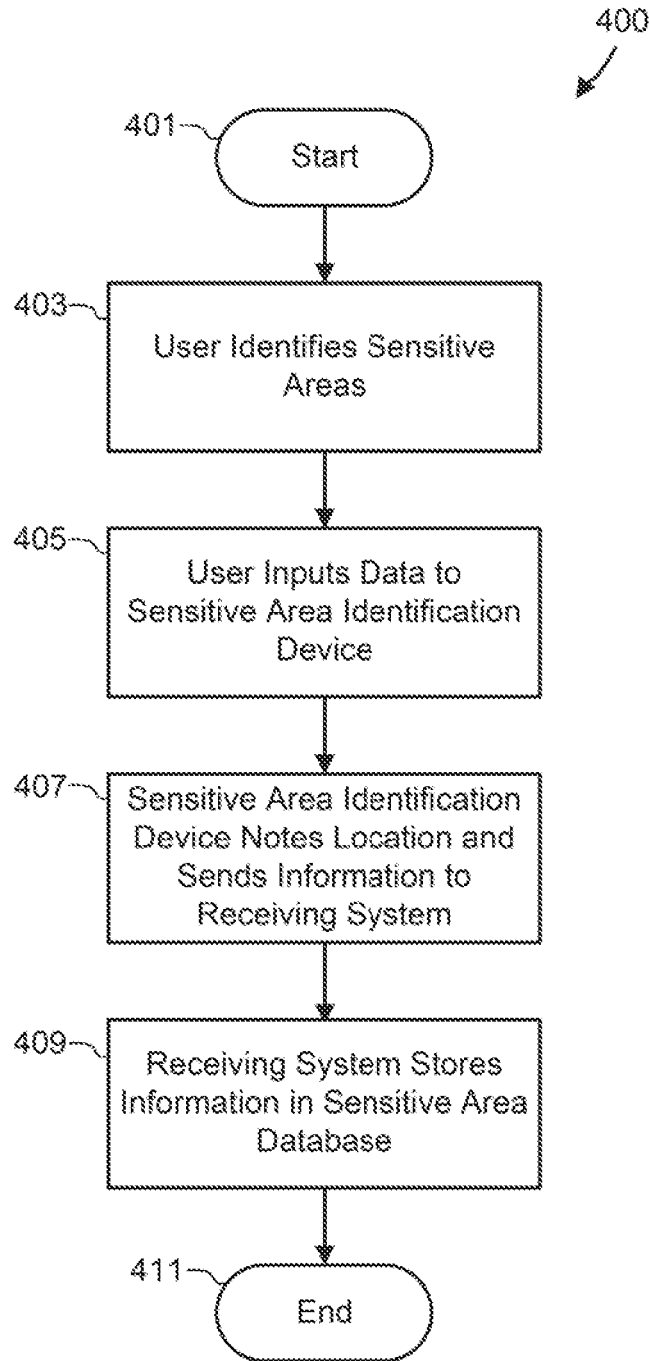 400
401
Start
403
User Identifies Sensitive
Areas
405
User Inputs Data to
Sensitive Area Identification
Device
407
Sensitive Area Identification
Device Notes Location and
Sends Information to
Receiving System
409
Receiving System Stores
Information in Sensitive Area
Database
411
End